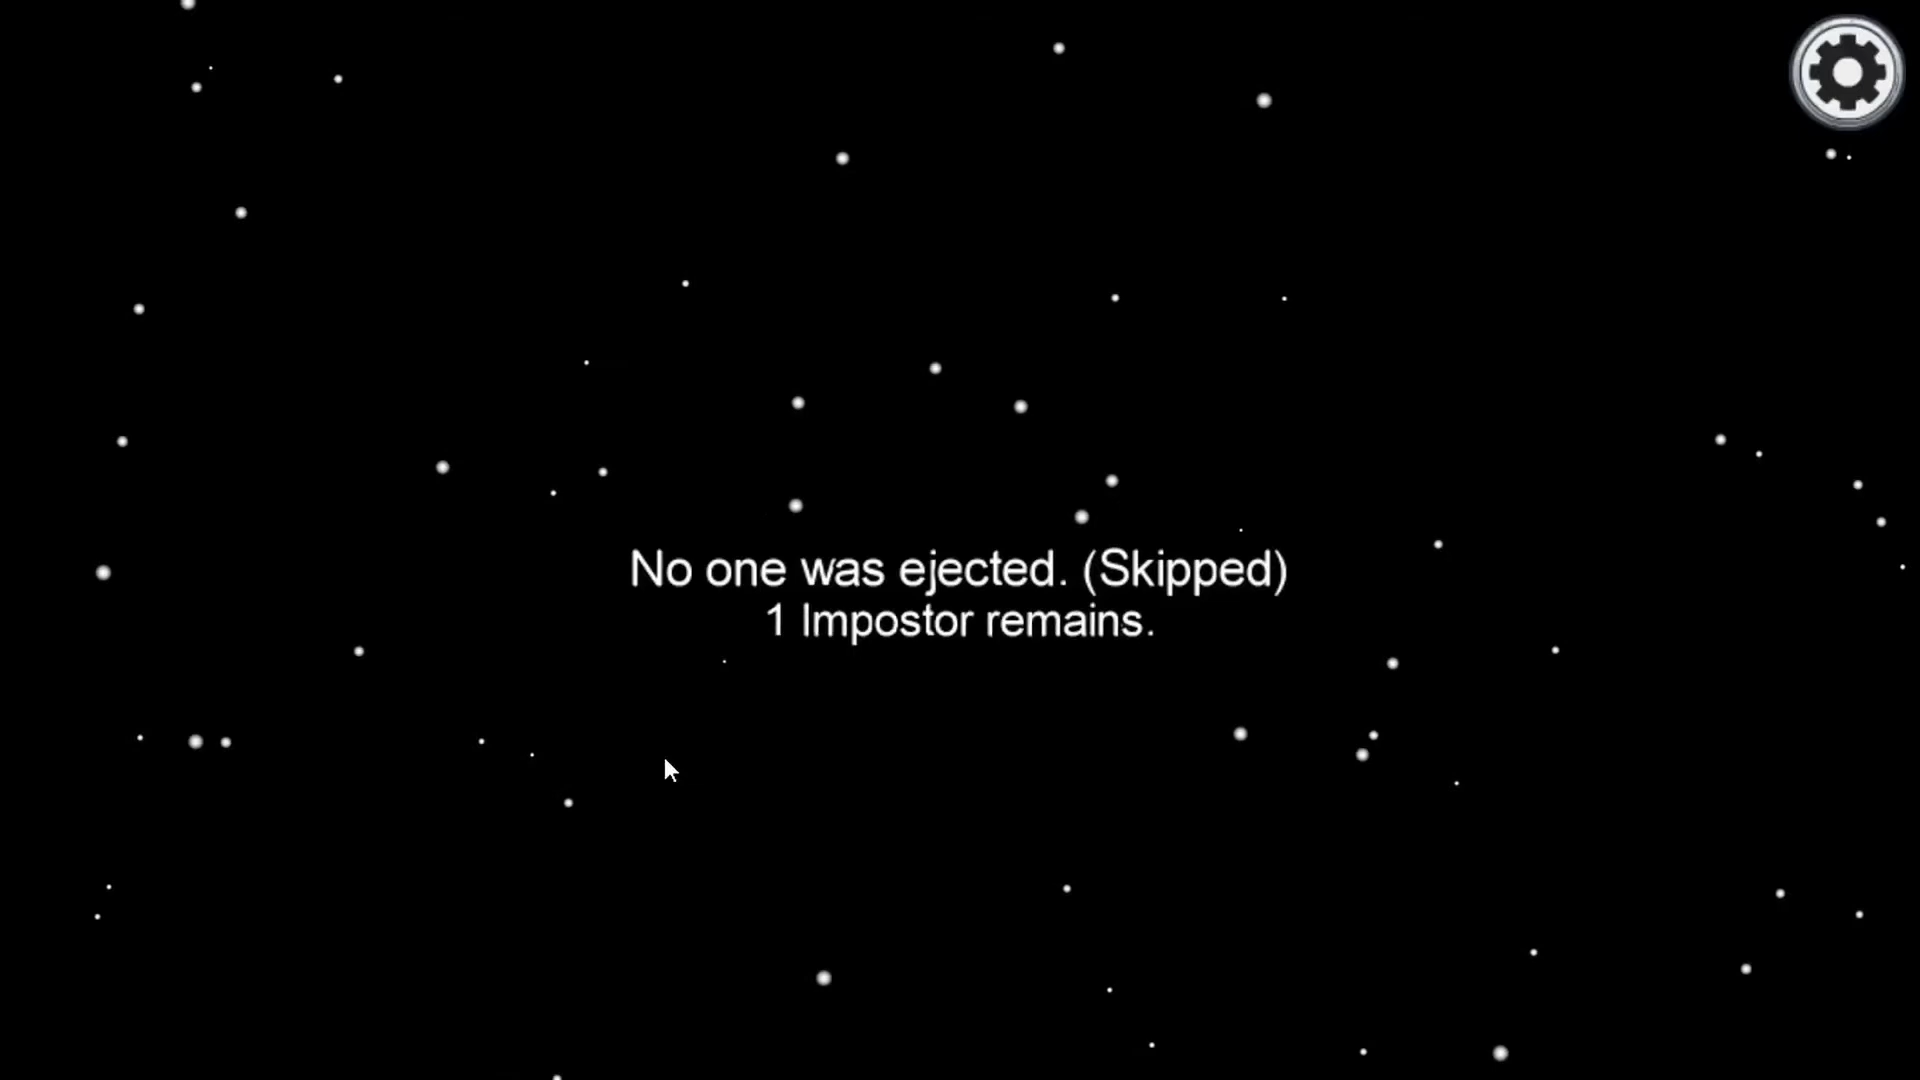 No one was ejected. (Skipped)
1 Impostor remains.